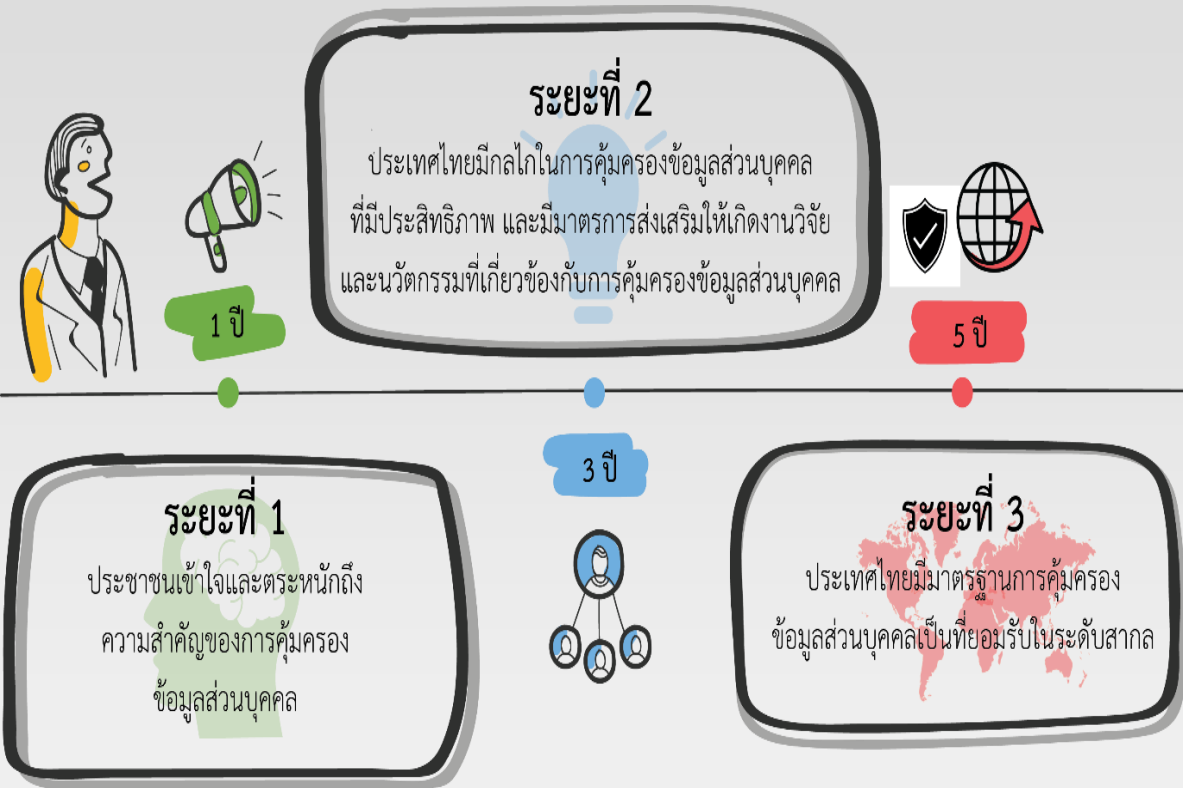 ระยะที่ 2
ประเทศไทยมีกลไกในการคุ้มครองข้อมูลส่วนบุคคล
ที่มีประสิทธิภาพ และมีมาตรการส่งเสริมให้เกิดงานวิจัย
และนวัตกรรมที่เกี่ยวข้องกับการคุ้มครองข้อมูลส่วนบุคคล
1 ปี
5 ปี
3 ปี
ระยะที่ 1
ประชาชนเข้าใจและตระหนักถึง
ความสำคัญของการคุ้มครอง
ข้อมูลส่วนบุคคล
ระยะที่ 3
ประเทศไทยมีมาตรฐานการคุ้มครอง
ข้อมูลส่วนบุคคลเป็นที่ยอมรับในระดับสากล